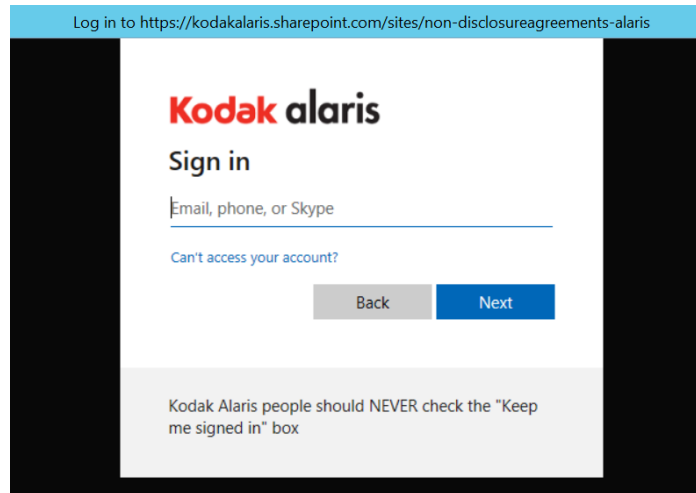 Log in to https://kodakalaris.sharepoint.com/sites/non-disclosureagreements-alaris
Kodak alaris
Sign in
Email, phone, or Skype
Can't access your account?
Back Next
Kodak Alaris people should NEVER check the "Keep
me signed in" box